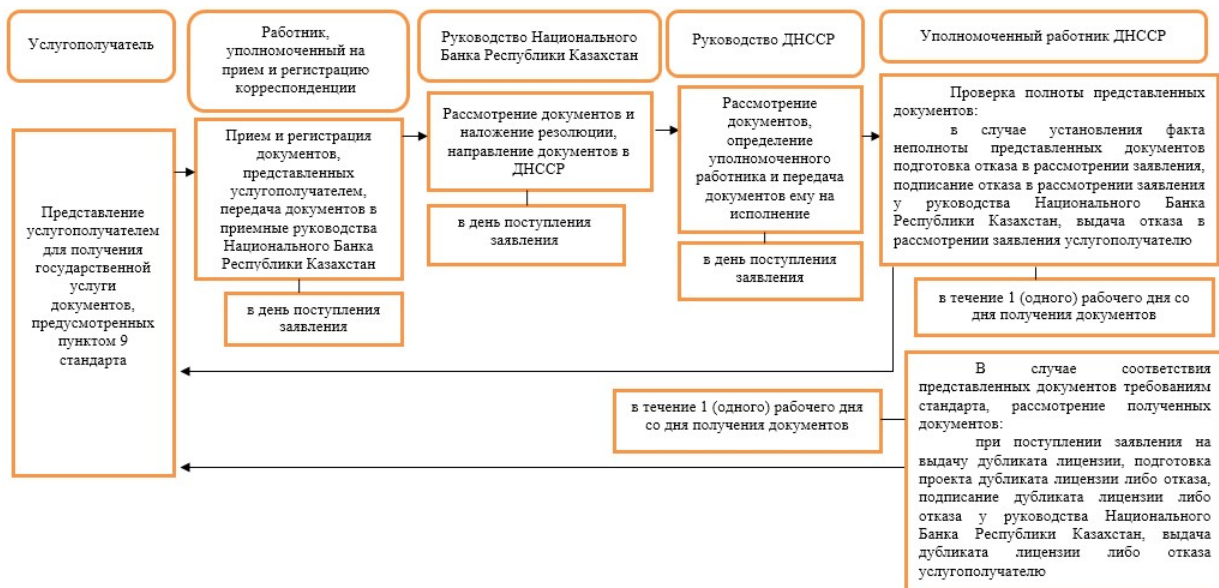 Услугополучатель
Работник,
уполномоченный на
прием и регистрацию
корреспонденции
Руководство Национального
Банка Республики Казахстан
Руководство ДНССР
Уполномоченный работник ДНССР
Представление
услугополучателем
для получения
государственной
услуги
документов,
предусмотренных
пунктом 9
стандарта
Прием и регистрация
документов,
представленных
услугополучателем,
передача документов в
приемные руководства
Национального Банка
Республики Казахстан
в день поступления
заявления
Рассмотрение документов и
наложение резолюции,
направление документов в
ДНССР
в день поступления
заявления
Рассмотрение
документов,
определение
уполномоченного
работника и передача
документов ему на
исполнение
в день поступления
заявления
Проверка полноты представленных
документов:
в случае установления факта
неполноты представленных документов
подготовка отказа в рассмотрении заявления,
подписание отказа в рассмотрении заявления
у руководства Национального Банка
Республики Казахстан, выдача отказа в
рассмотрении заявления услугополучателю
в течение 1 (одного) рабочего дня со
дня получения документов
в течение 1 (одного) рабочего дня
со дня получения документов
В случае соответствия
представленных документов требованиям
стандарта, рассмотрение полученных
документов:
при поступлении заявления на
выдачу дубликата лицензии, подготовка
проекта дубликата лицензии либо отказа,
подписание дубликата лицензии либо
отказа у руководства Национального
Банка Республики Казахстан, выдача
дубликата лицензии либо отказа
услугополучателю